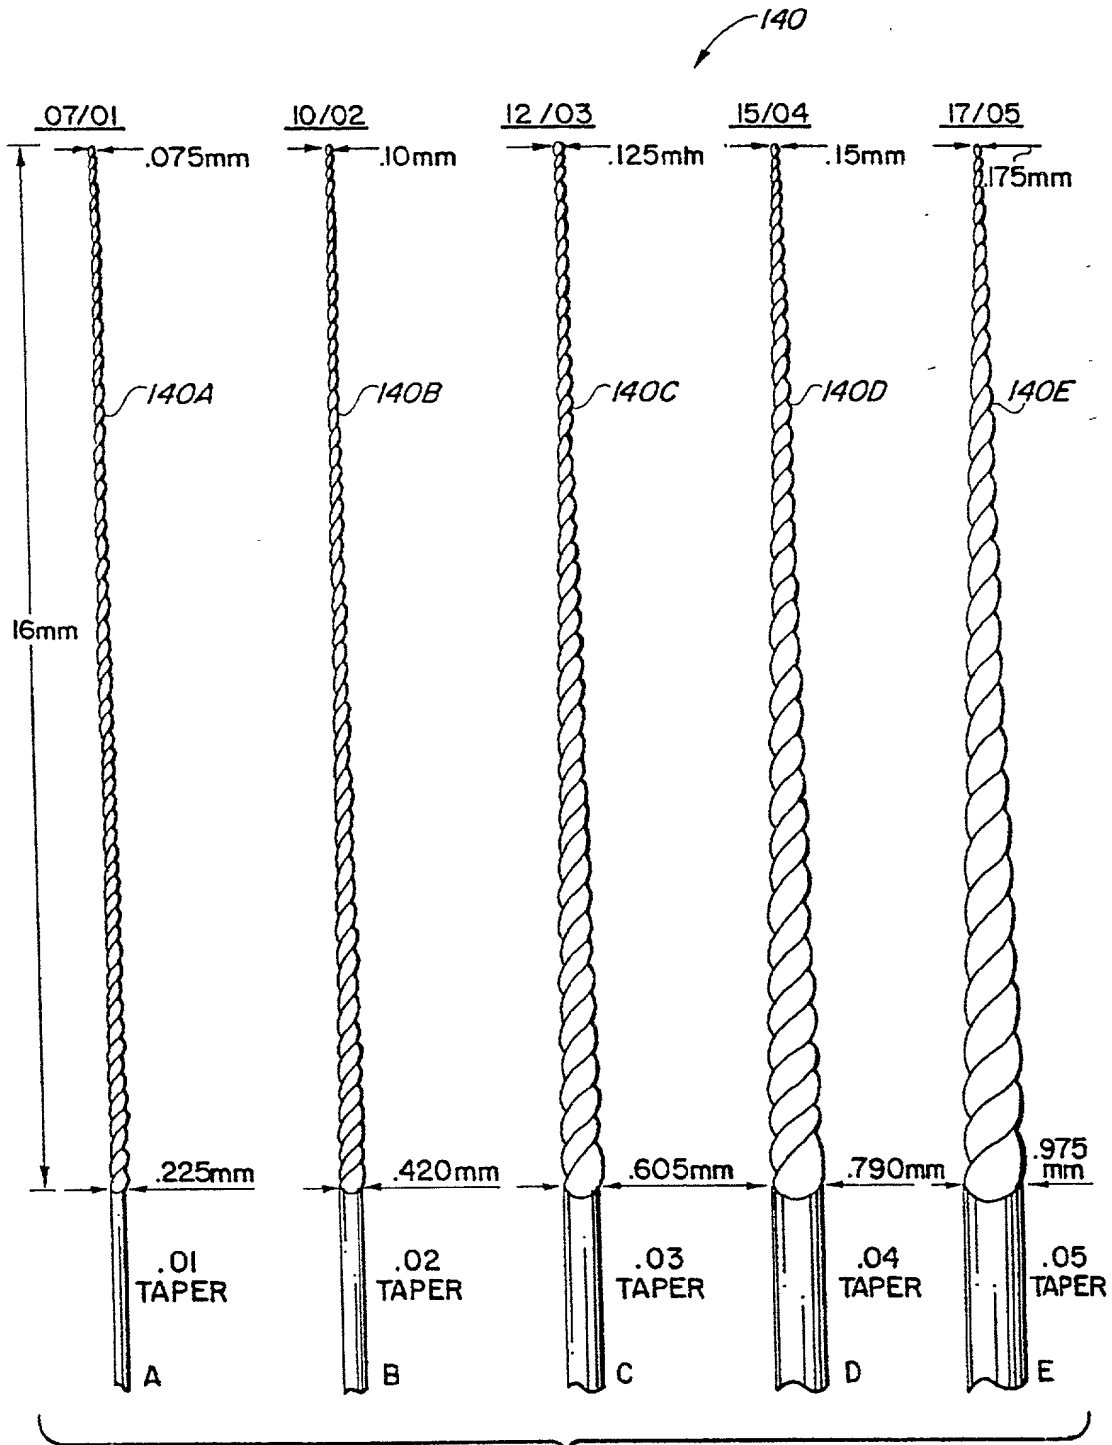 140
07/01 10/02 12/03 15/04 17/05
.075mm .10mm .125mm .15mm .175mm
140A 140B 140C 140D 140E
16mm
.225mm .420mm .605mm .790mm .975 mm
.01 TAPER .02 TAPER .03 TAPER .04 TAPER .05 TAPER
A B C D E